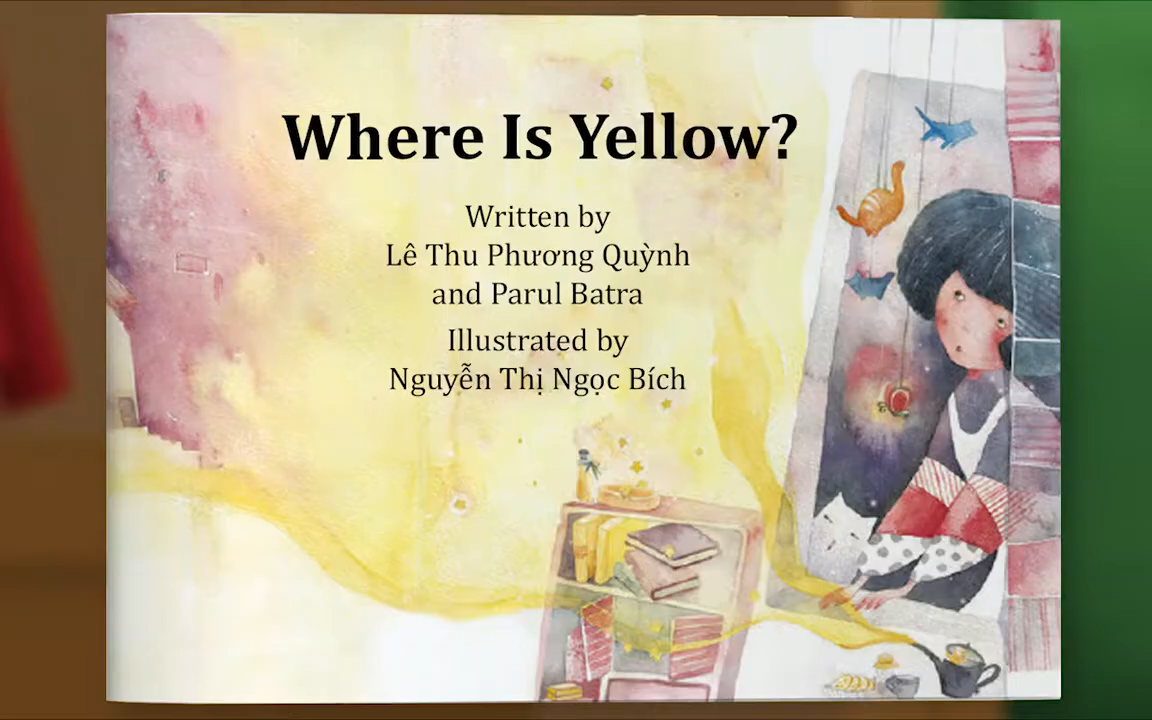 Where Is Yellow?
Written by
Lê Thu Phương Quỳnh
and Parul Batra
Illustrated by
Nguyễn Thị Ngọc Bích